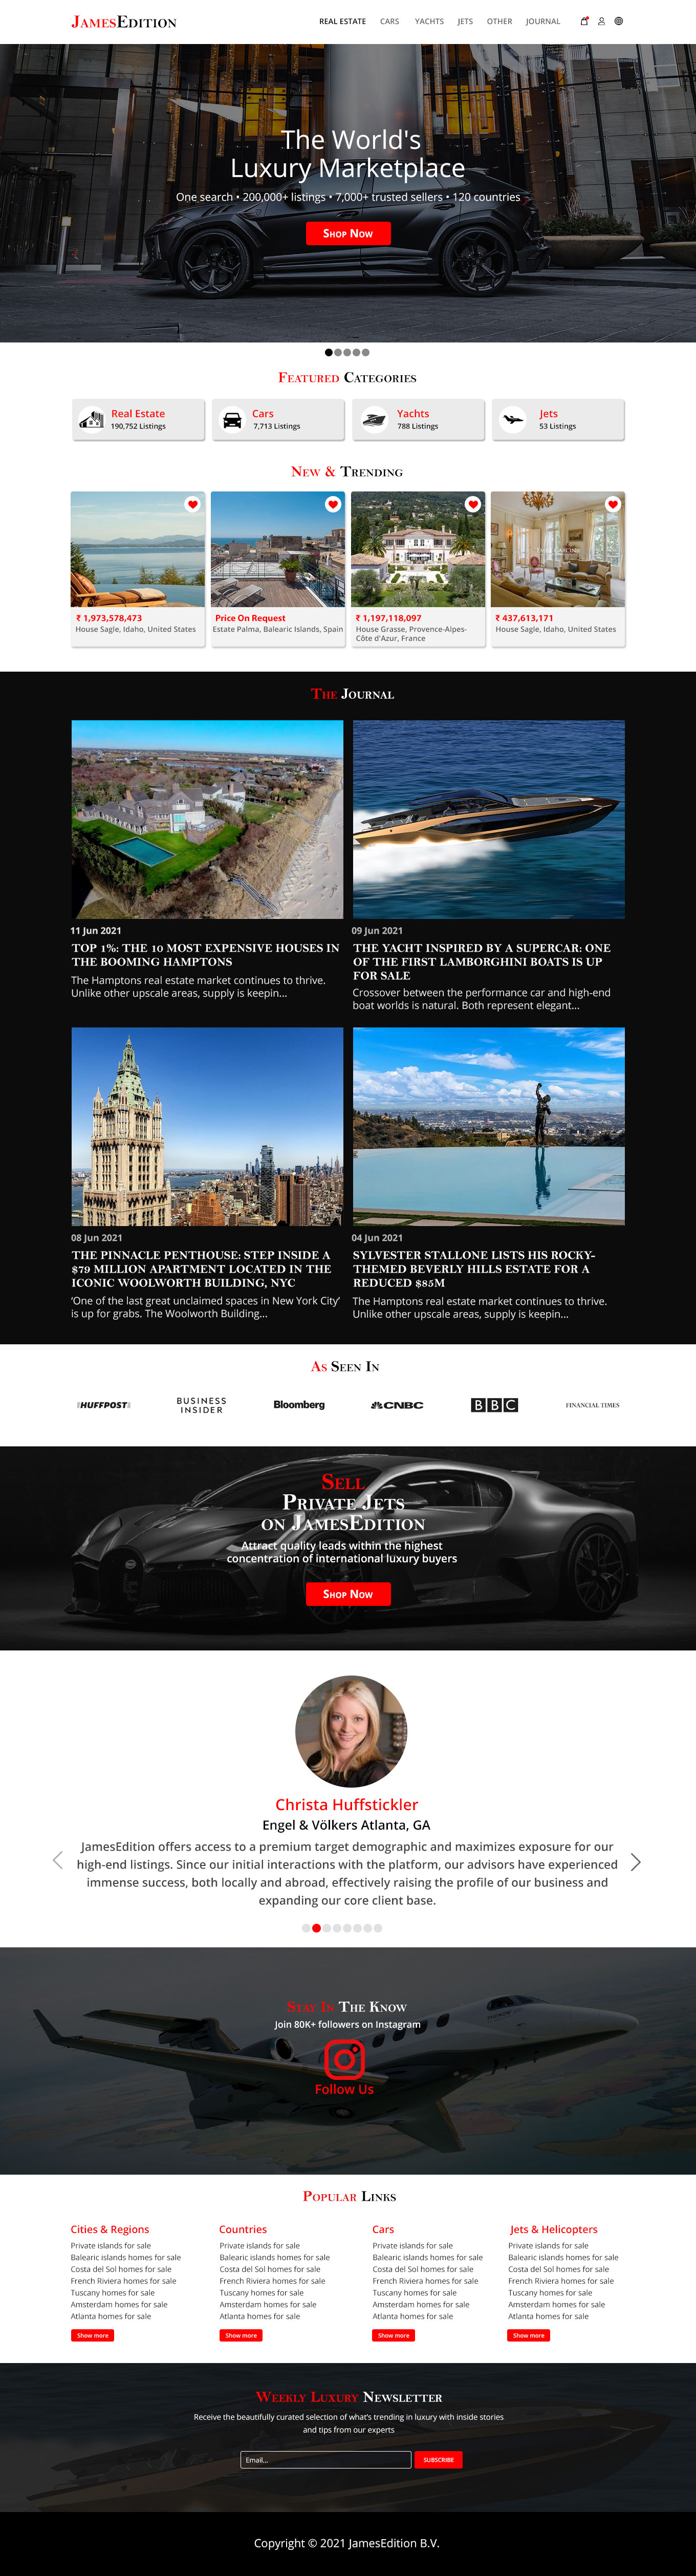 JamesEdition
REAL ESTATE CARS YACHTS JETS OTHER JOURNAL
The World's
Luxury Marketplace
One search • 200,000+ listings • 7,000+ trusted sellers • 120 countries
Shop Now
Featured Categories
Real Estate
190,752 Listings
Cars
7,713 Listings
Yachts
788 Listings
Jets
53 Listings
New & Trending
₹ 1,973,578,473
House Sagle, Idaho, United States
Price On Request
Estate Palma, Balearic Islands, Spain
₹ 1,197,118,097
House Grasse, Provence-Alpes-
Côte d'Azur, France
₹ 437,613,171
House Sagle, Idaho, United States
The Journal
11 Jun 2021
TOP 1%: THE 10 MOST EXPENSIVE HOUSES IN
THE BOOMING HAMPTONS
The Hamptons real estate market continues to thrive.
Unlike other upscale areas, supply is keepin...
09 Jun 2021
THE YACHT INSPIRED BY A SUPERCAR: ONE
OF THE FIRST LAMBORGHINI BOATS IS UP
FOR SALE
Crossover between the performance car and high-end
boat worlds is natural. Both represent elegant...
08 Jun 2021
THE PINNACLE PENTHOUSE: STEP INSIDE A
$79 MILLION APARTMENT LOCATED IN THE
ICONIC WOOLWORTH BUILDING, NYC
‘One of the last great unclaimed spaces in New York City’
is up for grabs. The Woolworth Building...
04 Jun 2021
SYLVESTER STALLONE LISTS HIS ROCKY-
THEMED BEVERLY HILLS ESTATE FOR A
REDUCED $85M
The Hamptons real estate market continues to thrive.
Unlike other upscale areas, supply is keepin...
As Seen In
HUFFPOST
BUSINESS
INSIDER
Bloomberg
CNBC
BBC
FINANCIAL TIMES
Sell
Private Jets
on JamesEdition
Attract quality leads within the highest
concentration of international luxury buyers
Shop Now
Christa Huffstickler
Engel & Völkers Atlanta, GA
JamesEdition offers access to a premium target demographic and maximizes exposure for our
high-end listings. Since our initial interactions with the platform, our advisors have experienced
immense success, both locally and abroad, effectively raising the profile of our business and
expanding our core client base.
Stay In The Know
Join 80K+ followers on Instagram
Follow Us
Popular Links
Cities & Regions
Private islands for sale
Balearic islands homes for sale
Costa del Sol homes for sale
French Riviera homes for sale
Tuscany homes for sale
Amsterdam homes for sale
Atlanta homes for sale
Show more
Countries
Private islands for sale
Balearic islands homes for sale
Costa del Sol homes for sale
French Riviera homes for sale
Tuscany homes for sale
Amsterdam homes for sale
Atlanta homes for sale
Show more
Cars
Private islands for sale
Balearic islands homes for sale
Costa del Sol homes for sale
French Riviera homes for sale
Tuscany homes for sale
Amsterdam homes for sale
Atlanta homes for sale
Show more
Jets & Helicopters
Private islands for sale
Balearic islands homes for sale
Costa del Sol homes for sale
French Riviera homes for sale
Tuscany homes for sale
Amsterdam homes for sale
Atlanta homes for sale
Show more
Weekly Luxury Newsletter
Receive the beautifully curated selection of what's trending in luxury with inside stories
and tips from our experts
Email...
SUBSCRIBE
Copyright © 2021 JamesEdition B.V.